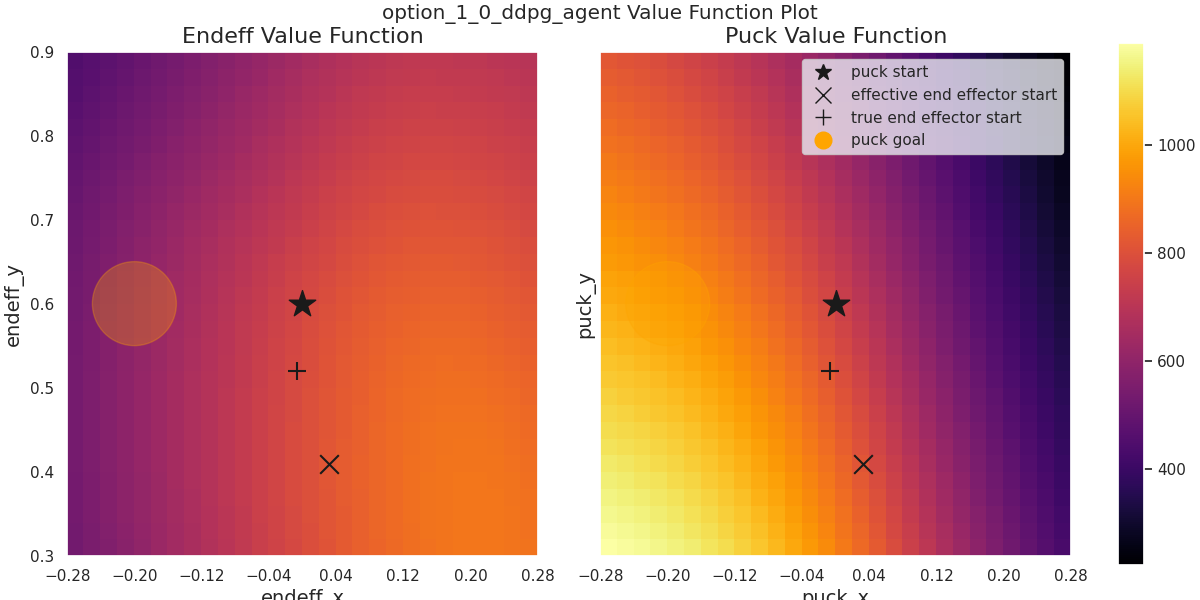 option_1_0_ddpg_agent Value Function Plot
Endeff Value Function
Puck Value Function
puck start
effective end effector start
true end effector start
puck goal
0.9
0.8
0.7
0.6
0.5
0.4
0.3
endeff_y
−0.28 −0.20 −0.12 −0.04 0.04 0.12 0.20 0.28
endeff_x
puck_y
−0.28 −0.20 −0.12 −0.04 0.04 0.12 0.20 0.28
puck_x
1000
800
600
400